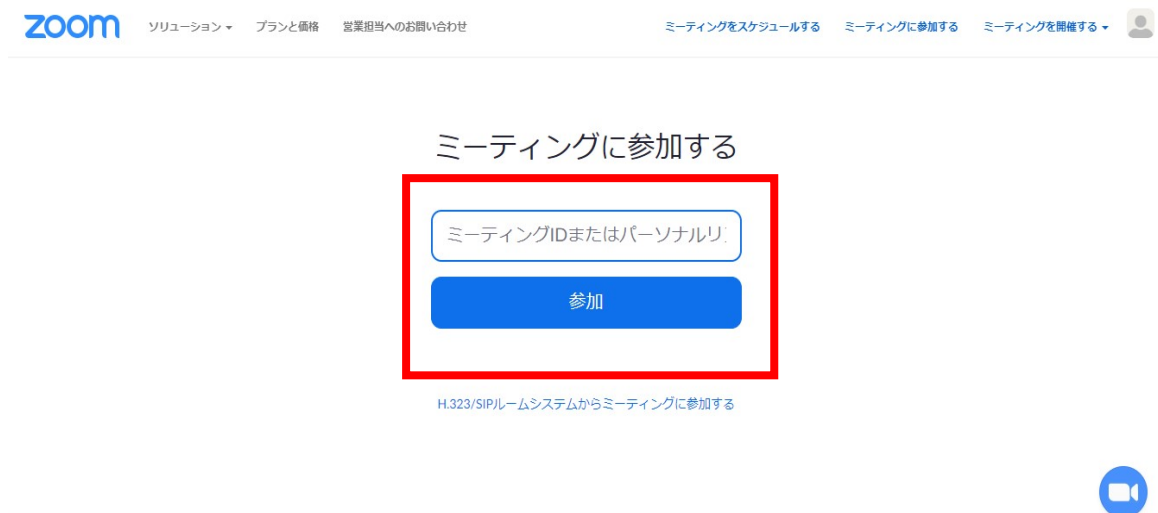 zoom ソリューション プランと価格 営業担当へのお問い合わせ ミーティングをスケジュールする ミーティングに参加する ミーティングを開催する
ミーティングに参加する
ミーティングIDまたはパーソナルリ
参加
H.323/SIPルームシステムからミーティングに参加する